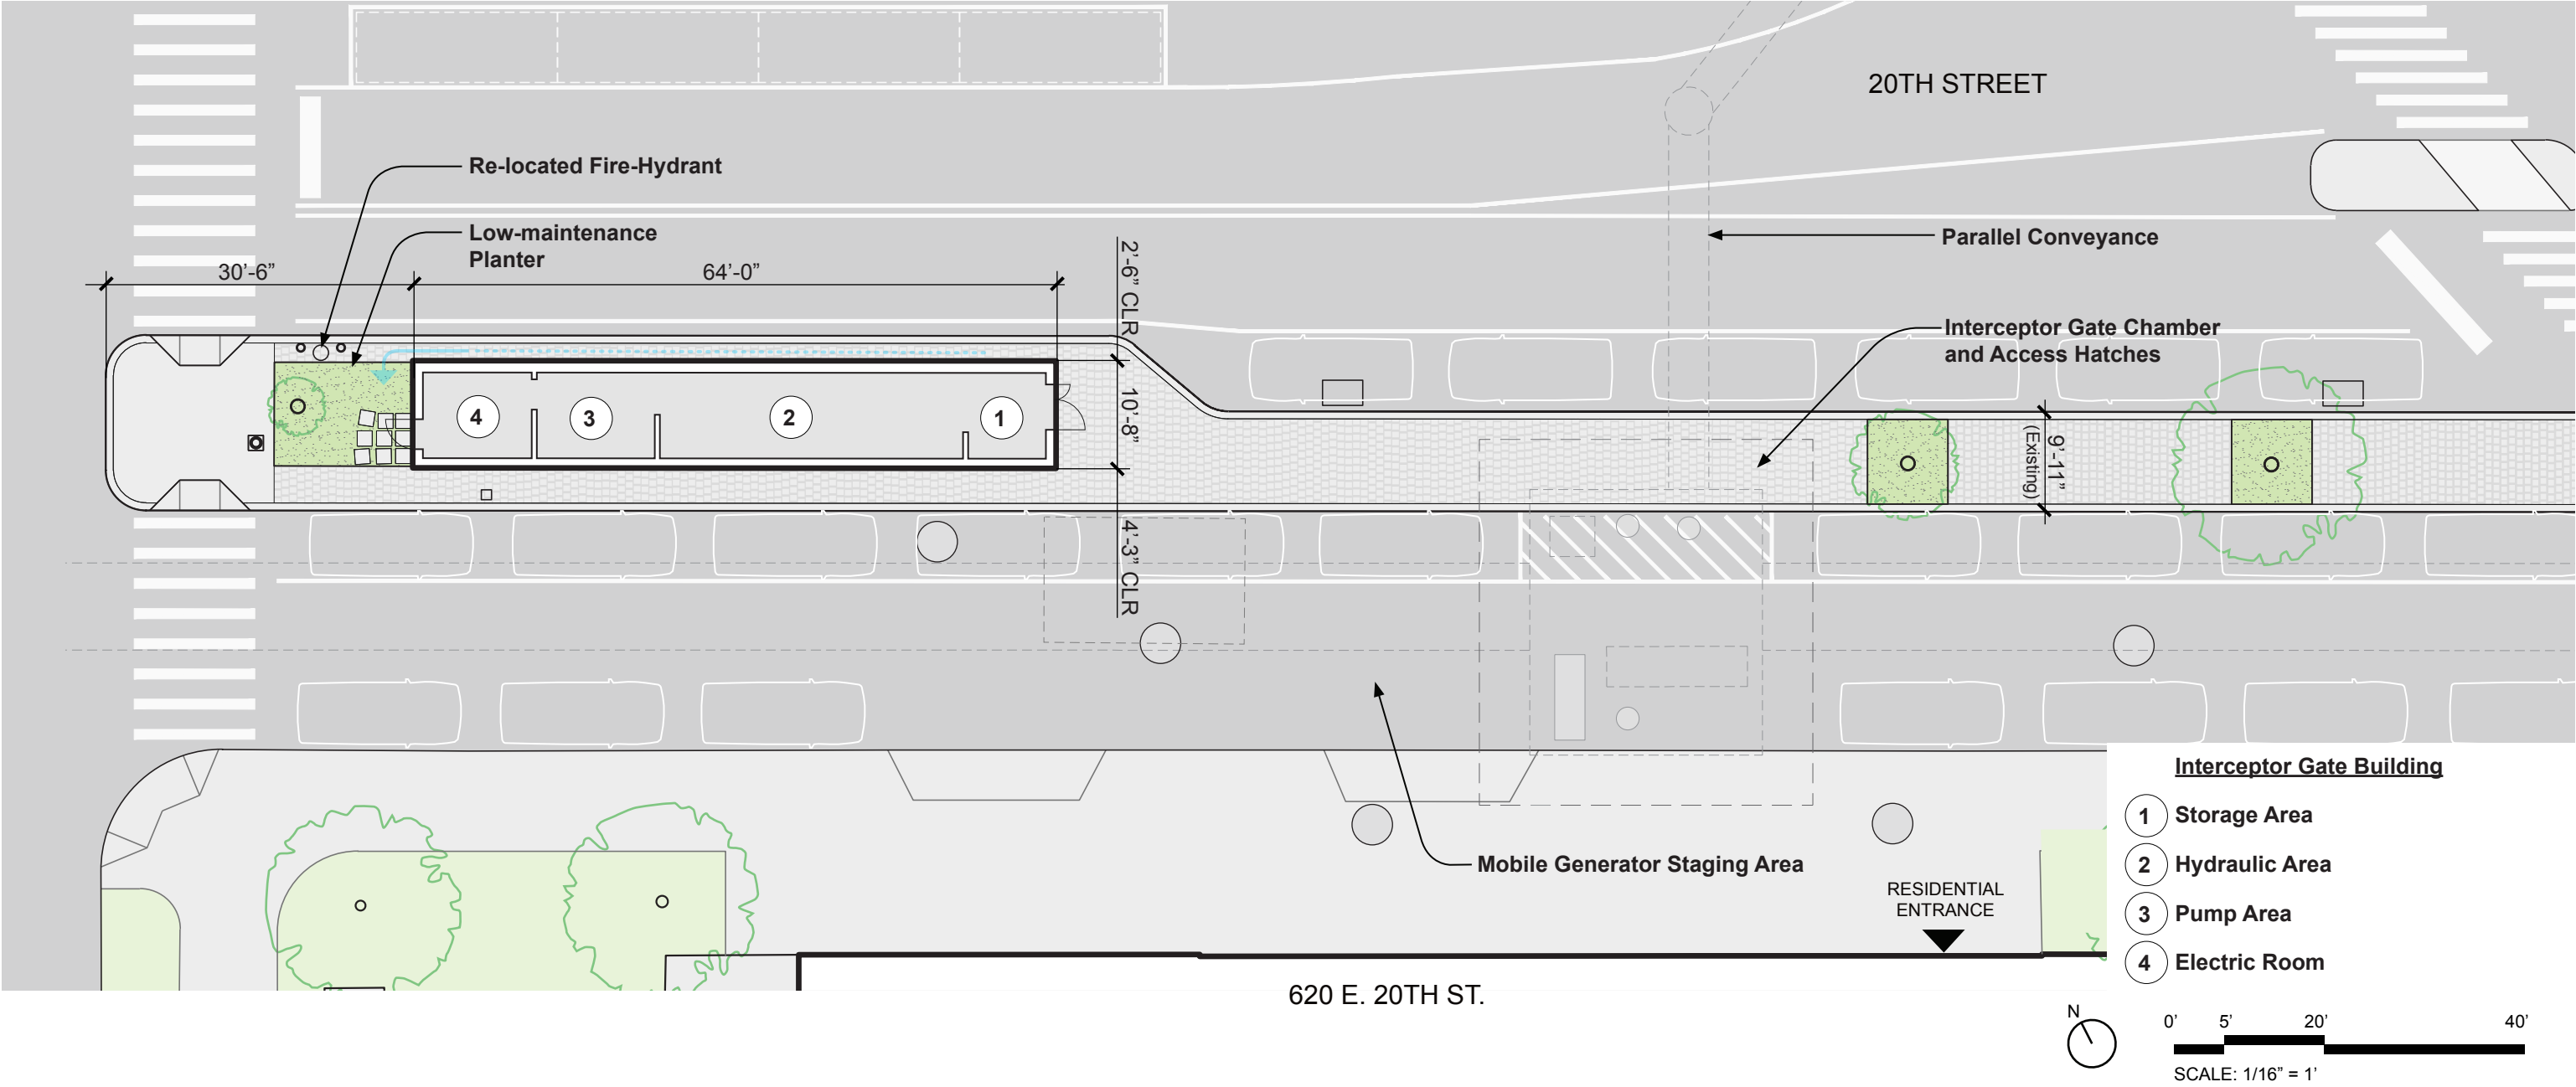 20TH STREET
Re-located Fire-Hydrant
Low-maintenance
Planter
30’-6”
64’-0”
2’-6” CLR
10’-8”
4’-3” CLR
Parallel Conveyance
Interceptor Gate Chamber
and Access Hatches
9’-11”
(Existing)
4
3
2
1
Mobile Generator Staging Area
RESIDENTIAL
ENTRANCE
620 E. 20TH ST.
Interceptor Gate Building
1 Storage Area
2 Hydraulic Area
3 Pump Area
4 Electric Room
N
0’ 5’ 20’ 40’
SCALE: 1/16” = 1’